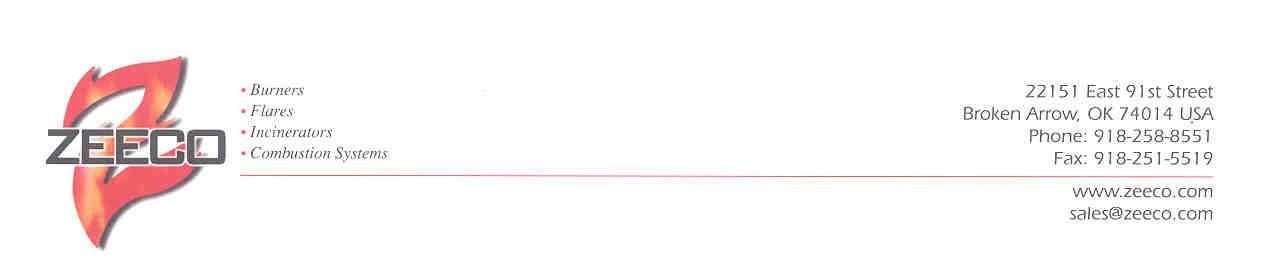 ZEECO
• Burners
• Flares
• Incinerators
• Combustion Systems
22151 East 91st Street
Broken Arrow, OK 74014 USA
Phone: 918-258-8551
Fax: 918-251-5519
www.zeeco.com
sales@zeeco.com